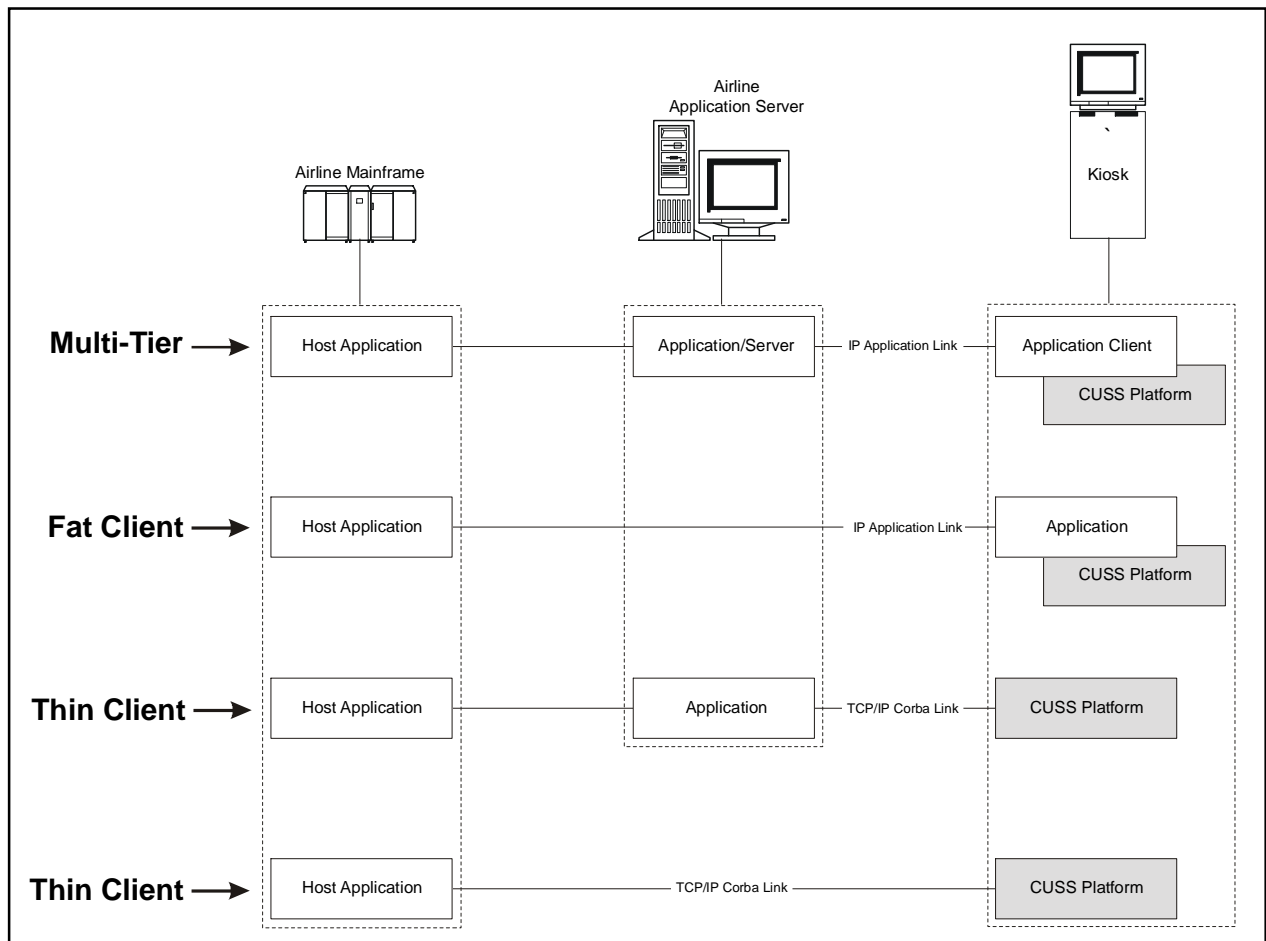 Airline
Application Server
Airline Mainframe
`
Kiosk
Multi-Tier
Host Application
Application/Server
IP Application Link
Application Client
CUSS Platform
Fat Client
Host Application
IP Application Link
Application
CUSS Platform
Thin Client
Host Application
Application
TCP/IP Corba Link
CUSS Platform
Thin Client
Host Application
TCP/IP Corba Link
CUSS Platform